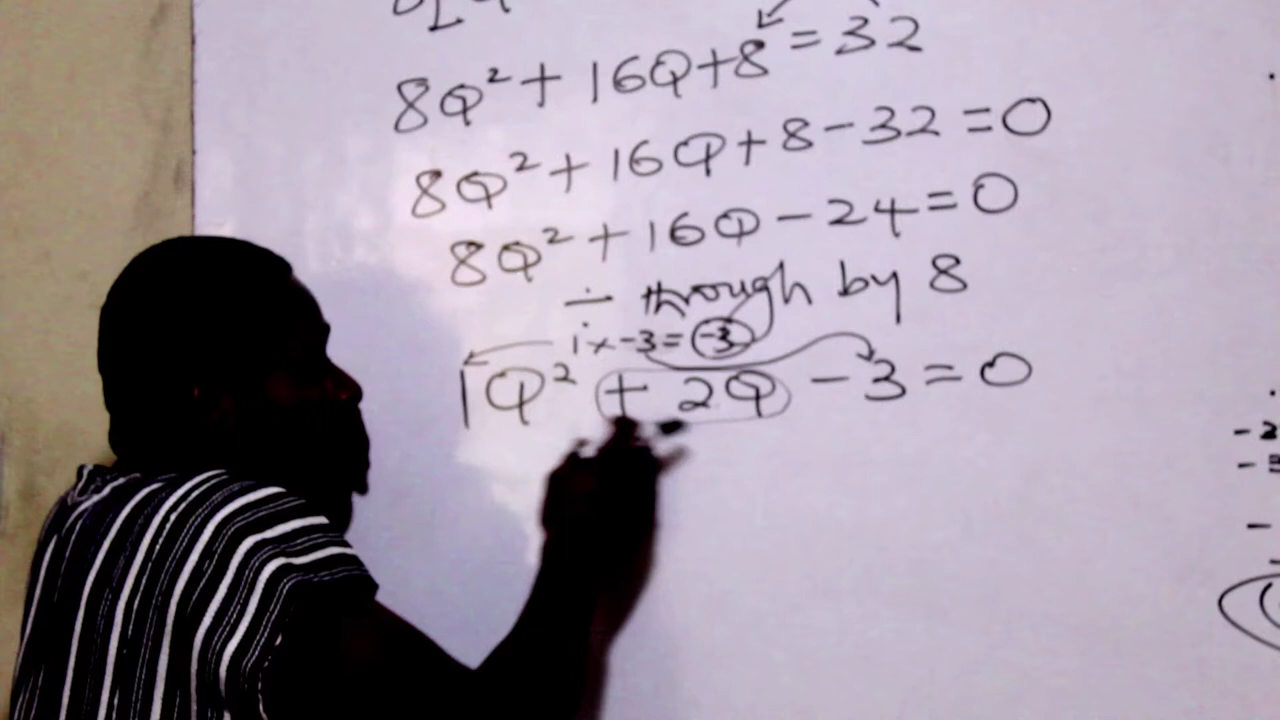 8Q² + 16Q + 8 = 32
8Q² + 16Q + 8 - 32 = 0
8Q² + 16Q - 24 = 0
÷ through by 8
1 x -3 = -3
1Q² + 2Q - 3 = 0